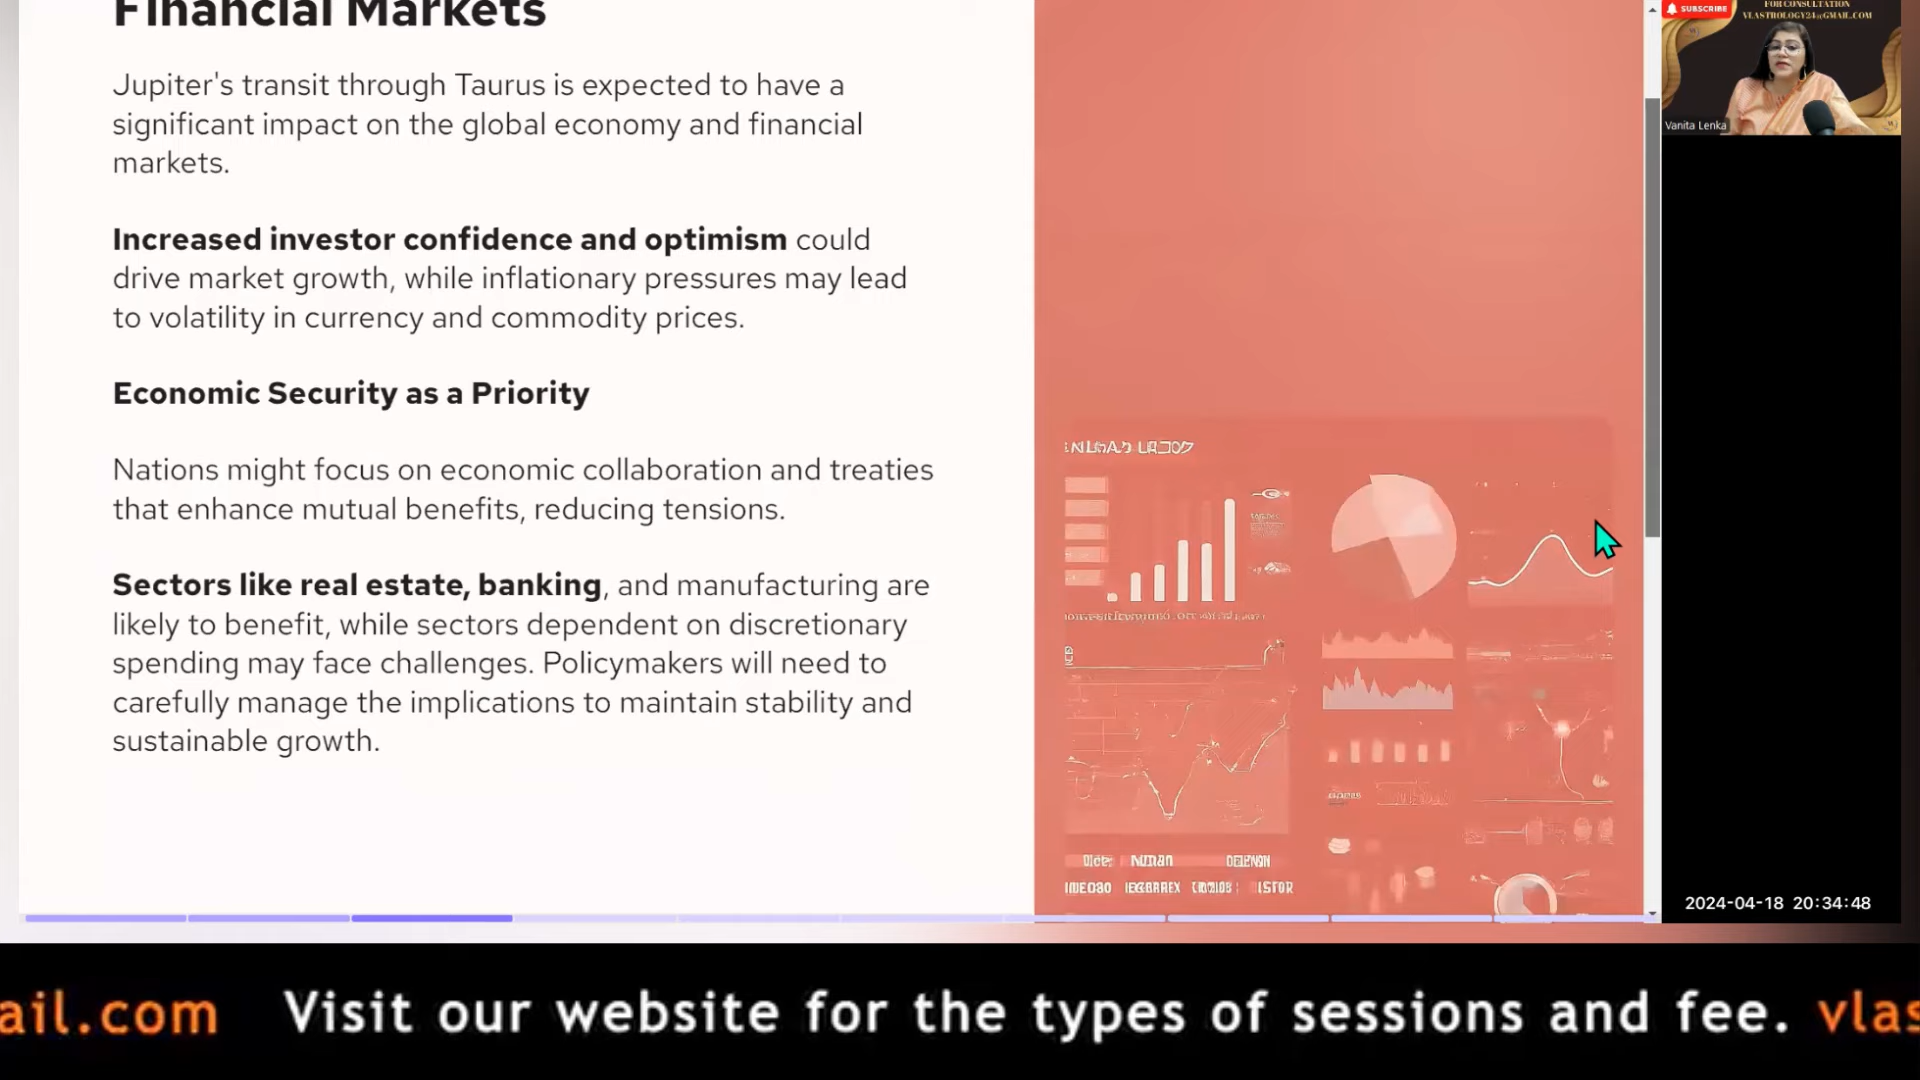 Financial Markets
Jupiter's transit through Taurus is expected to have a
significant impact on the global economy and financial
markets.
Increased investor confidence and optimism could
drive market growth, while inflationary pressures may lead
to volatility in currency and commodity prices.
Economic Security as a Priority
Nations might focus on economic collaboration and treaties
that enhance mutual benefits, reducing tensions.
Sectors like real estate, banking, and manufacturing are
likely to benefit, while sectors dependent on discretionary
spending may face challenges. Policymakers will need to
carefully manage the implications to maintain stability and
sustainable growth.
SUBSCRIBE
FOR CONSULTATION
VLASTROLOGY24@GMAIL.COM
Vanita Lenka
2024-04-18 20:34:48
ail.com Visit our website for the types of sessions and fee. vlas